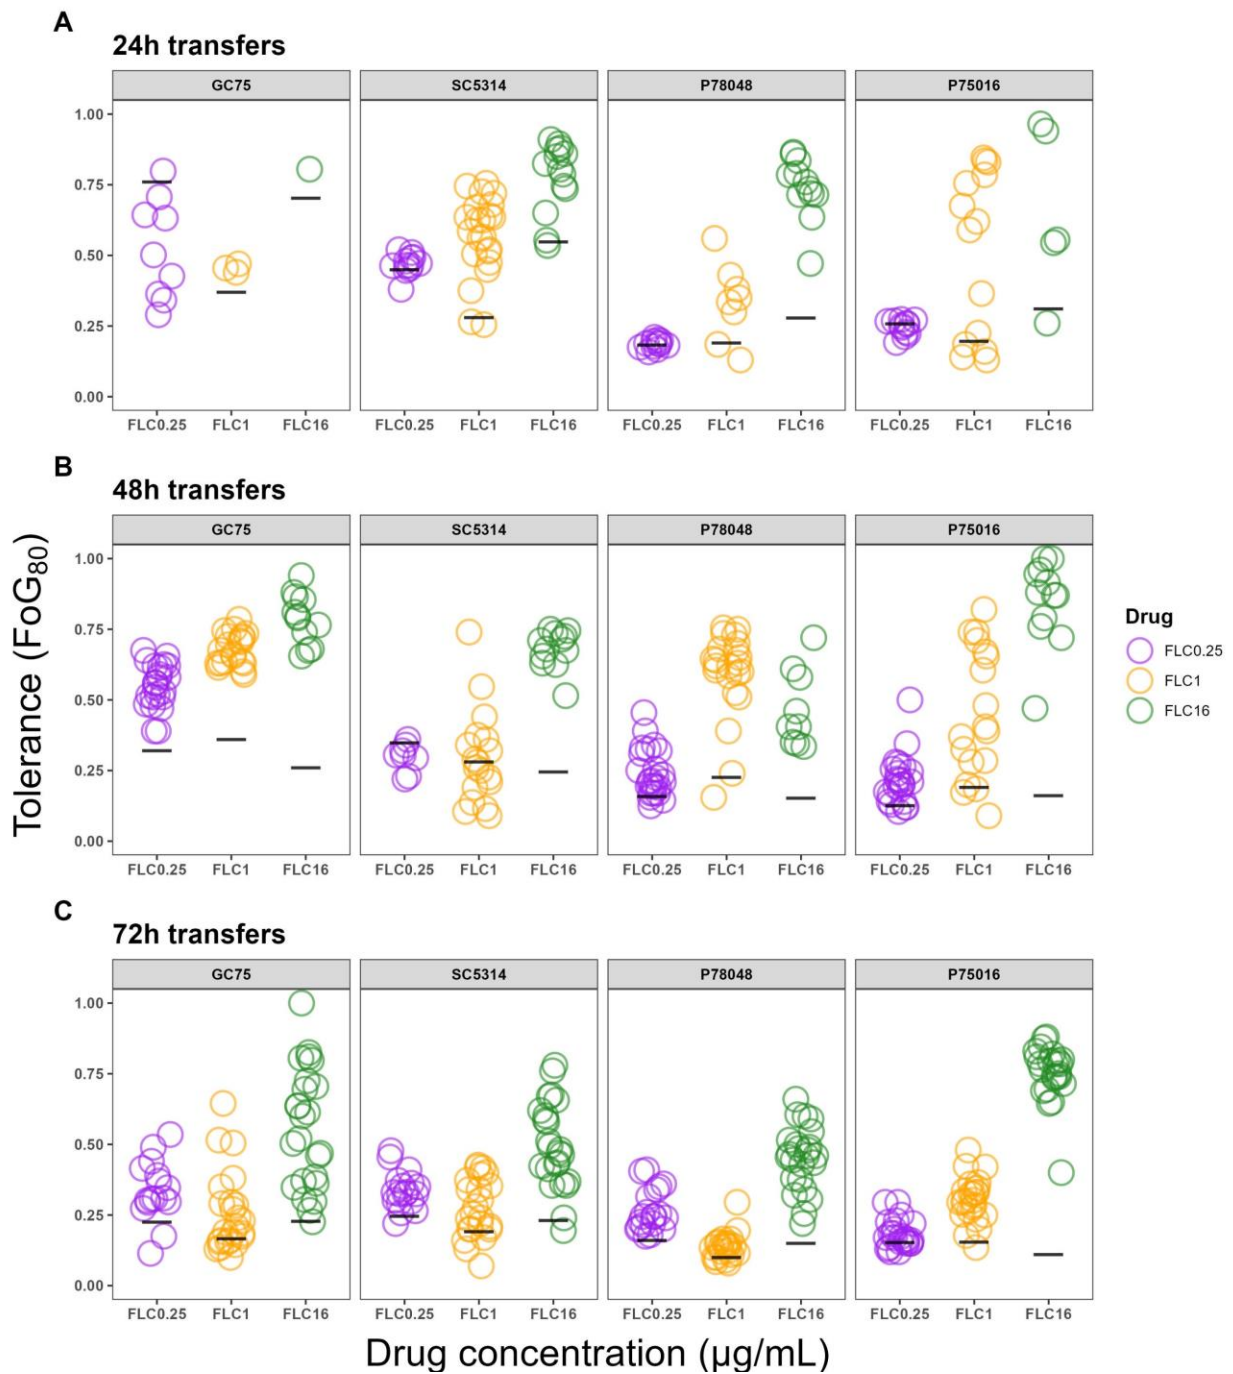 A
24h transfers
GC75 SC5314 P78048 P75016
1.00
0.75
0.50
0.25
0.00
FLC0.25 FLC1 FLC16 FLC0.25 FLC1 FLC16 FLC0.25 FLC1 FLC16 FLC0.25 FLC1 FLC16
B
48h transfers
GC75 SC5314 P78048 P75016
1.00
0.75
0.50
0.25
0.00
FLC0.25 FLC1 FLC16 FLC0.25 FLC1 FLC16 FLC0.25 FLC1 FLC16 FLC0.25 FLC1 FLC16
Tolerance (FoG80)
Drug
FLC0.25
FLC1
FLC16
C
72h transfers
GC75 SC5314 P78048 P75016
1.00
0.75
0.50
0.25
0.00
FLC0.25 FLC1 FLC16 FLC0.25 FLC1 FLC16 FLC0.25 FLC1 FLC16 FLC0.25 FLC1 FLC16
Drug concentration (µg/mL)